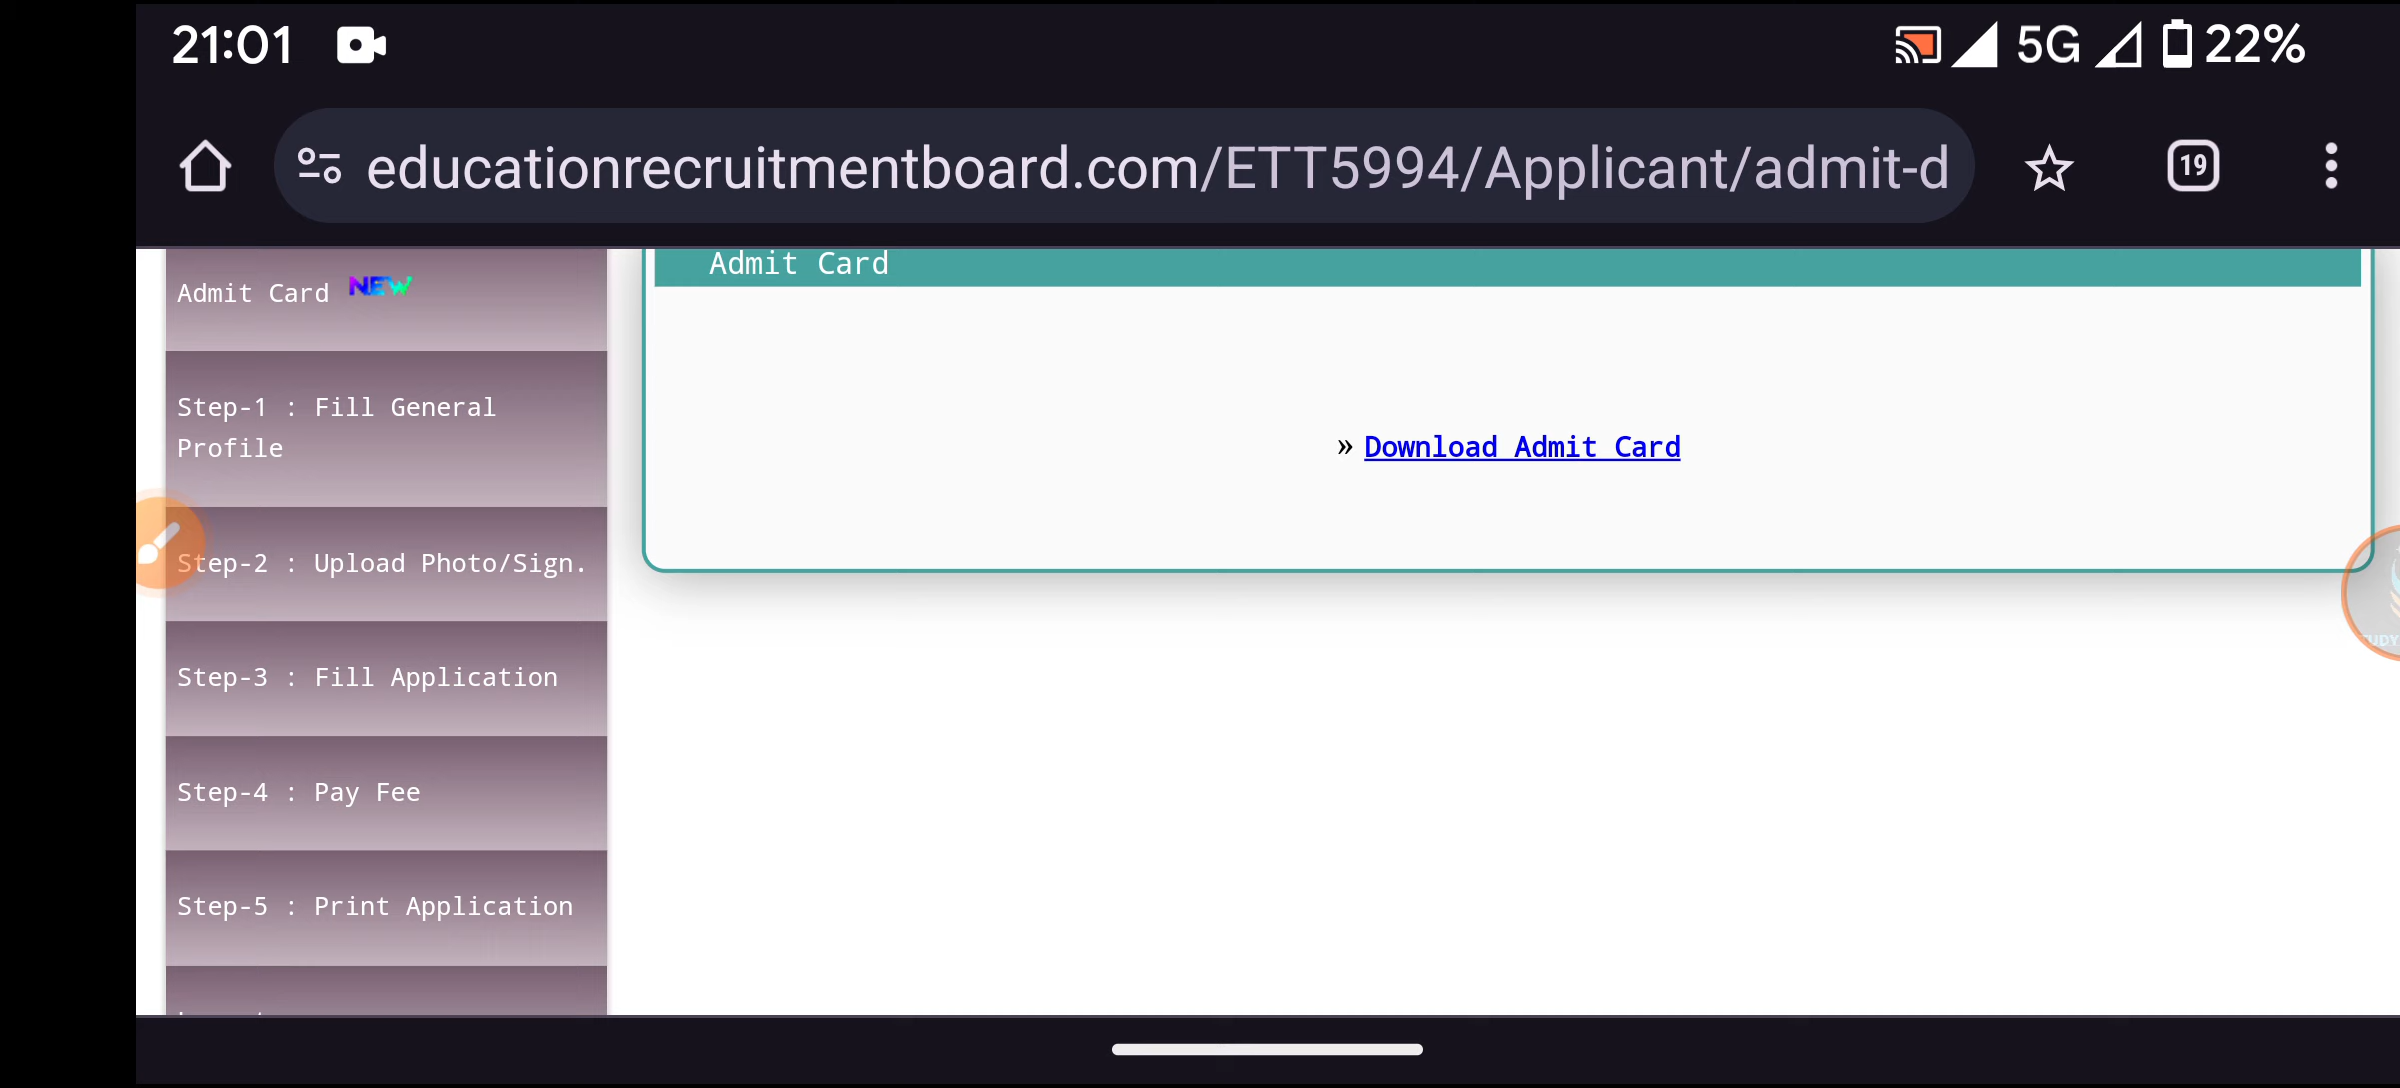 21:01
5G 22%
educationrecruitmentboard.com/ETT5994/Applicant/admit-d
19
Admit Card NEW
Admit Card
Step-1 : Fill General
Profile
» Download Admit Card
Step-2 : Upload Photo/Sign.
Step-3 : Fill Application
Step-4 : Pay Fee
Step-5 : Print Application